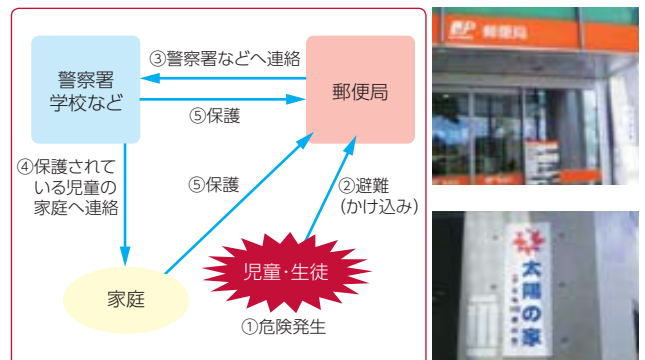 ③警察署などへ連絡
警察署
学校など
郵便局
⑤保護
④保護されて
いる児童の
家庭へ連絡
⑤保護
②避難
(かけ込み)
児童・生徒
家庭
①危険発生
郵便局
太陽の家